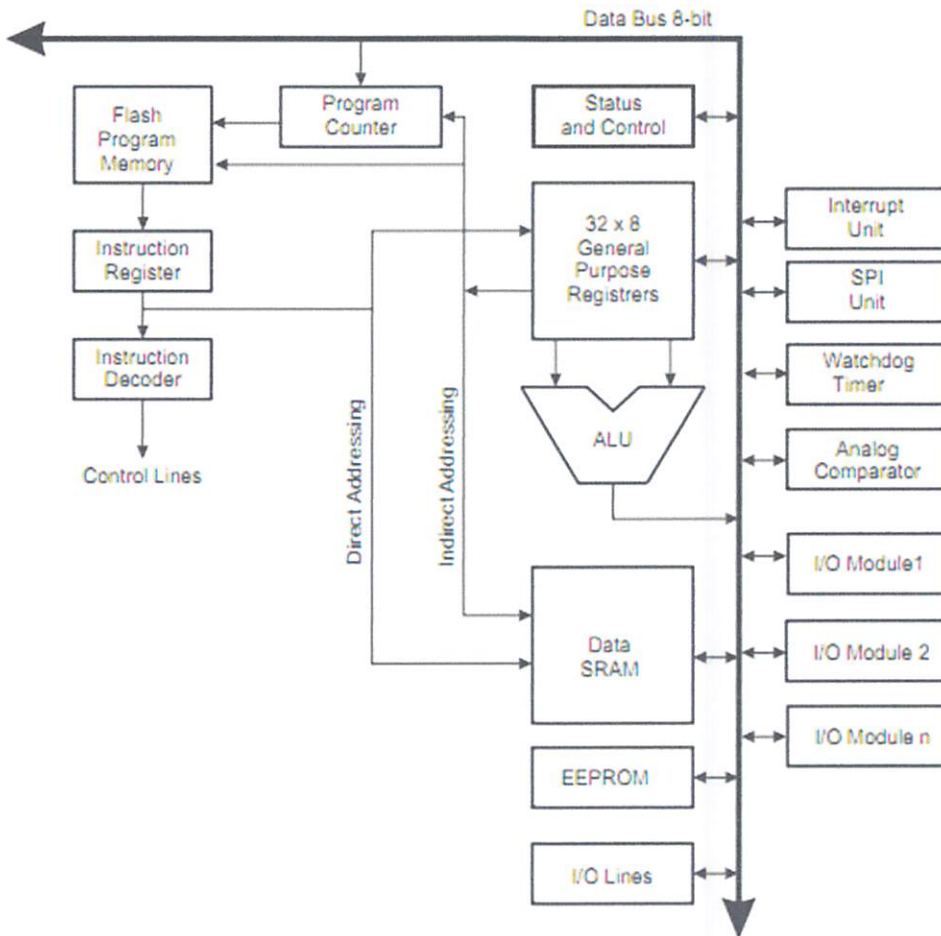 Data Bus 8-bit
Flash
Program
Memory
Program
Counter
Status
and Control
Instruction
Register
32 x 8
General
Purpose
Registrers
Interrupt
Unit
SPI
Unit
Instruction
Decoder
Watchdog
Timer
ALU
Analog
Comparator
Control Lines
Direct Addressing
Indirect Addressing
I/O Module1
Data
SRAM
I/O Module 2
I/O Module n
EEPROM
I/O Lines